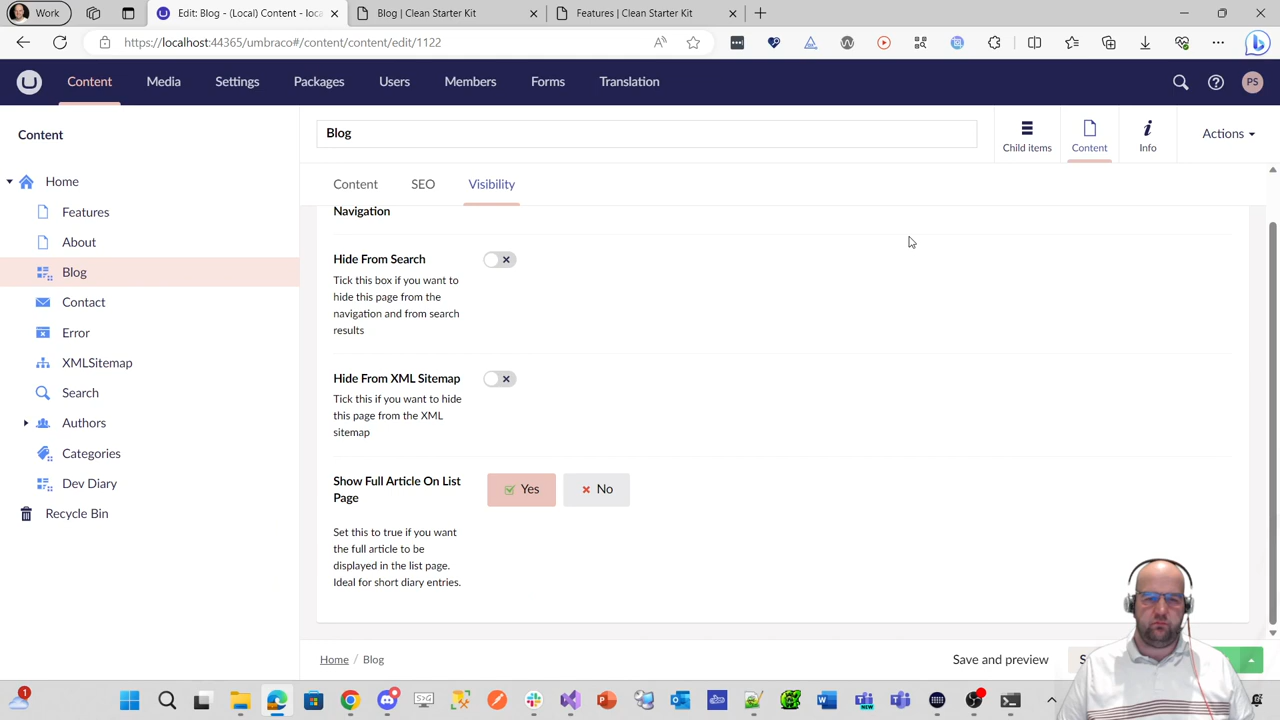 Work
Edit: Blog - (Local) Content - loca
Blog | Clean Starter Kit
Features | Clean Starter Kit
https://localhost:44365/umbraco#/content/content/edit/1122
Content
Media
Settings
Packages
Users
Members
Forms
Translation
PS
Content
Home
Features
About
Blog
Contact
Error
XMLSitemap
Search
Authors
Categories
Dev Diary
Recycle Bin
Blog
Child items
Content
Info
Actions
Content
SEO
Visibility
Navigation
Hide From Search
Tick this box if you want to
hide this page from the
navigation and from search
results
Hide From XML Sitemap
Tick this if you want to hide
this page from the XML
sitemap
Show Full Article On List
Page
Yes
No
Set this to true if you want
the full article to be
displayed in the list page.
Ideal for short diary entries.
Home / Blog
Save and preview
1
SVG
NEW